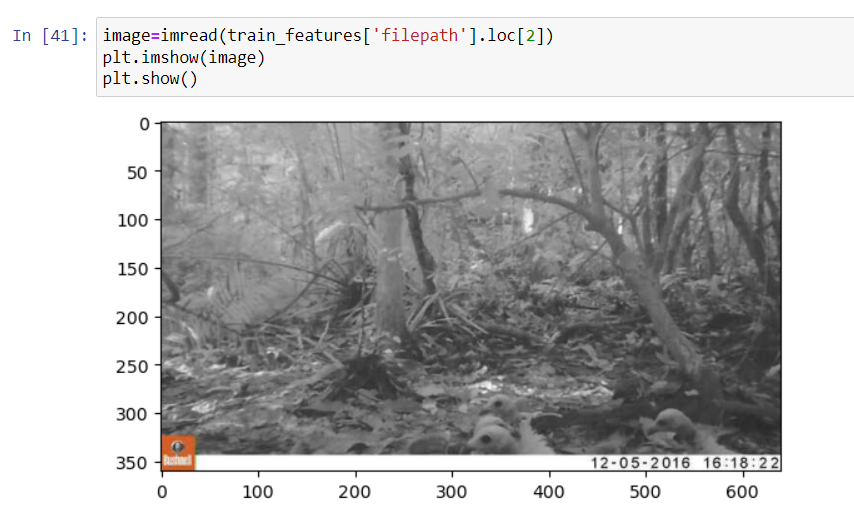 In [41]:
image=imread(train_features['filepath'].loc[2])
plt.imshow(image)
plt.show()
0
50
100
150
200
250
300
350
Bushnell
12-05-2016 16:18:22
0 100 200 300 400 500 600